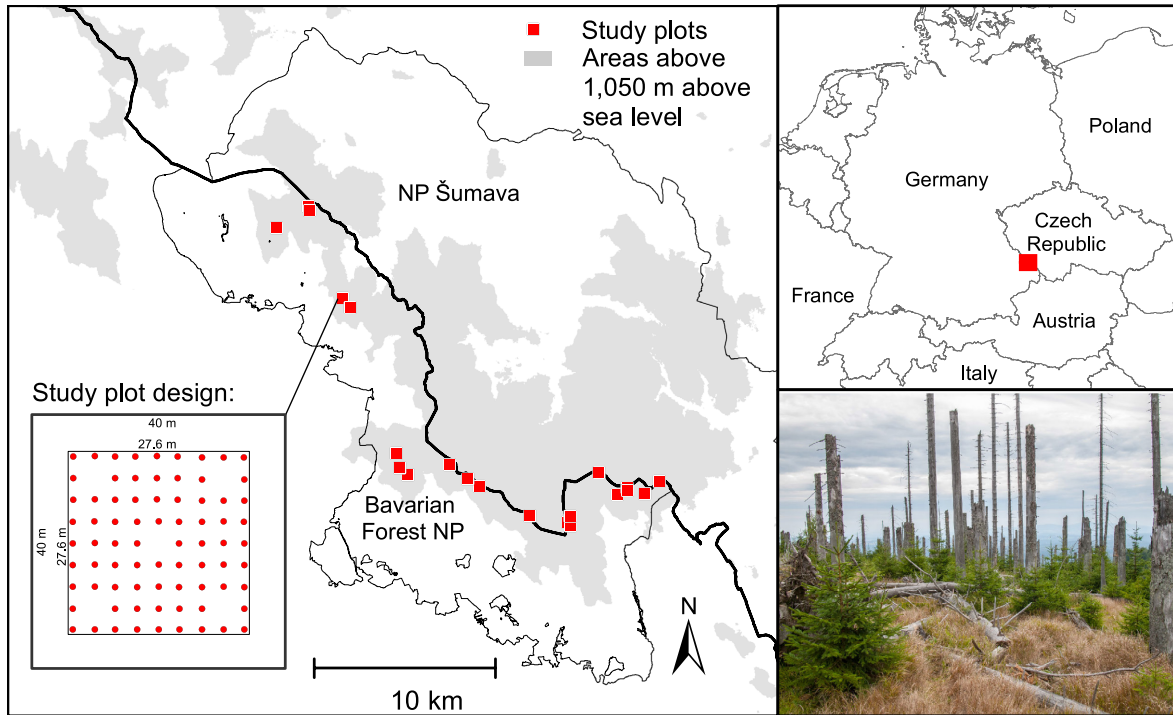 Study plots
Areas above
1,050 m above
sea level
NP Šumava
Study plot design:
40 m
27.6 m
40 m
27.6 m
Bavarian
Forest NP
N
10 km
Poland
Germany
Czech
Republic
France
Austria
Italy